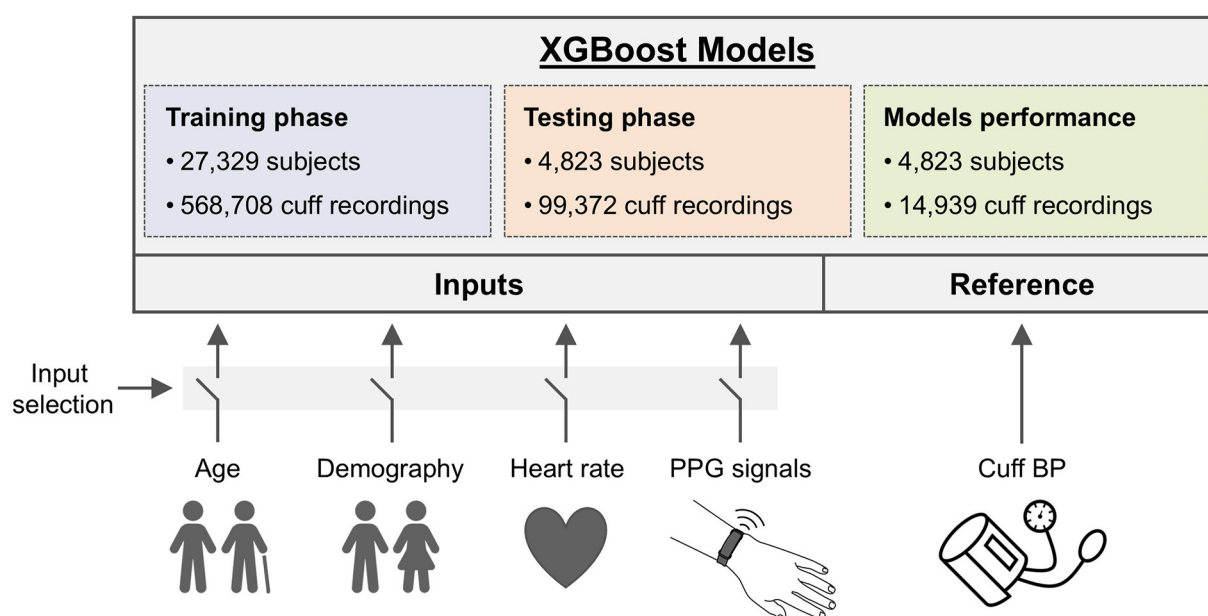 XGBoost Models
Training phase
• 27,329 subjects
• 568,708 cuff recordings
Testing phase
• 4,823 subjects
• 99,372 cuff recordings
Models performance
• 4,823 subjects
• 14,939 cuff recordings
Inputs
Reference
Input
selection
Age
Demography
Heart rate
PPG signals
Cuff BP